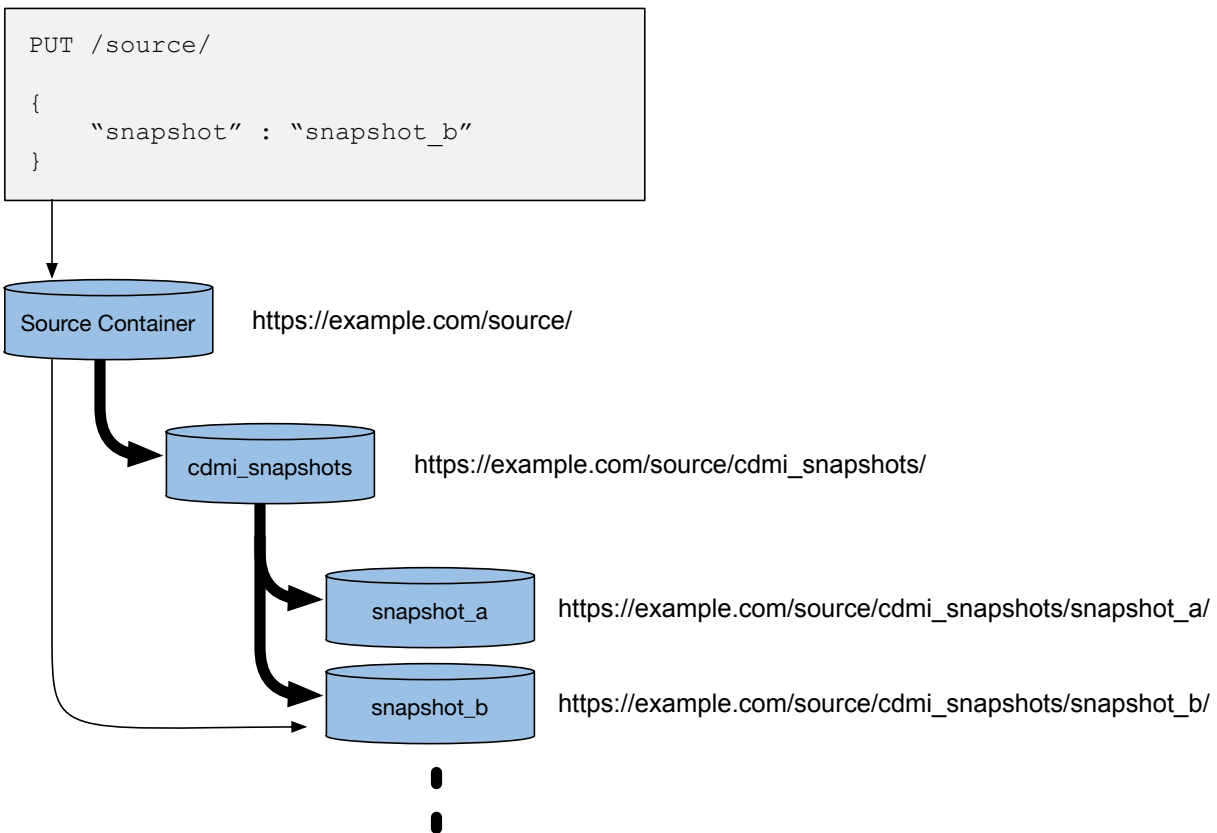 PUT /source/
{
“snapshot” : “snapshot_b”
}
Source Container
https://example.com/source/
cdmi_snapshots
https://example.com/source/cdmi_snapshots/
snapshot_a
https://example.com/source/cdmi_snapshots/snapshot_a/
snapshot_b
https://example.com/source/cdmi_snapshots/snapshot_b/